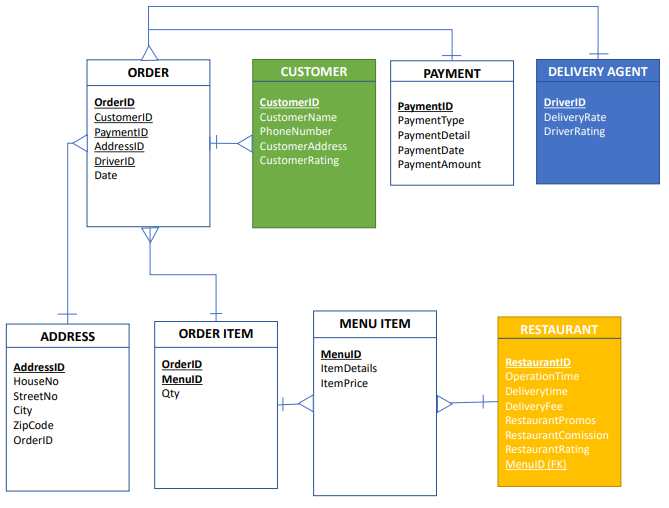 ORDER
OrderID
CustomerID
PaymentID
AddressID
DriverID
Date
CUSTOMER
CustomerID
CustomerName
PhoneNumber
CustomerAddress
CustomerRating
PAYMENT
PaymentID
PaymentType
PaymentDetail
PaymentDate
PaymentAmount
DELIVERY AGENT
DriverID
DeliveryRate
DriverRating
ADDRESS
AddressID
HouseNo
StreetNo
City
ZipCode
OrderID
ORDER ITEM
OrderID
MenuID
Qty
MENU ITEM
MenuID
ItemDetails
ItemPrice
RESTAURANT
RestaurantID
OperationTime
Deliverytime
DeliveryFee
RestaurantPromos
RestaurantComission
RestaurantRating
MenuID (FK)